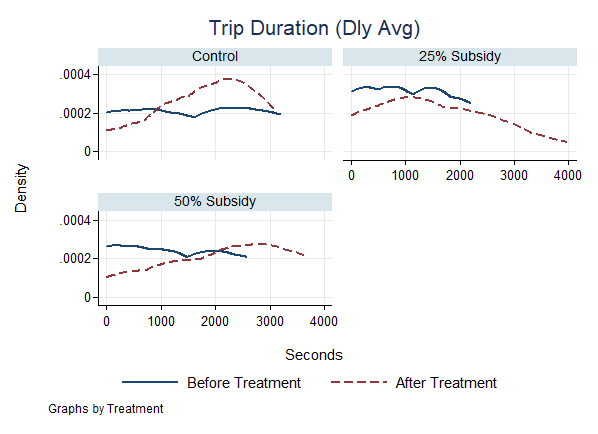 Trip Duration (Dly Avg)
Control
25% Subsidy
.0004
.0002
0
0 1000 2000 3000 4000
50% Subsidy
.0004
.0002
0
0 1000 2000 3000 4000
Density
Seconds
Before Treatment After Treatment
Graphs by Treatment